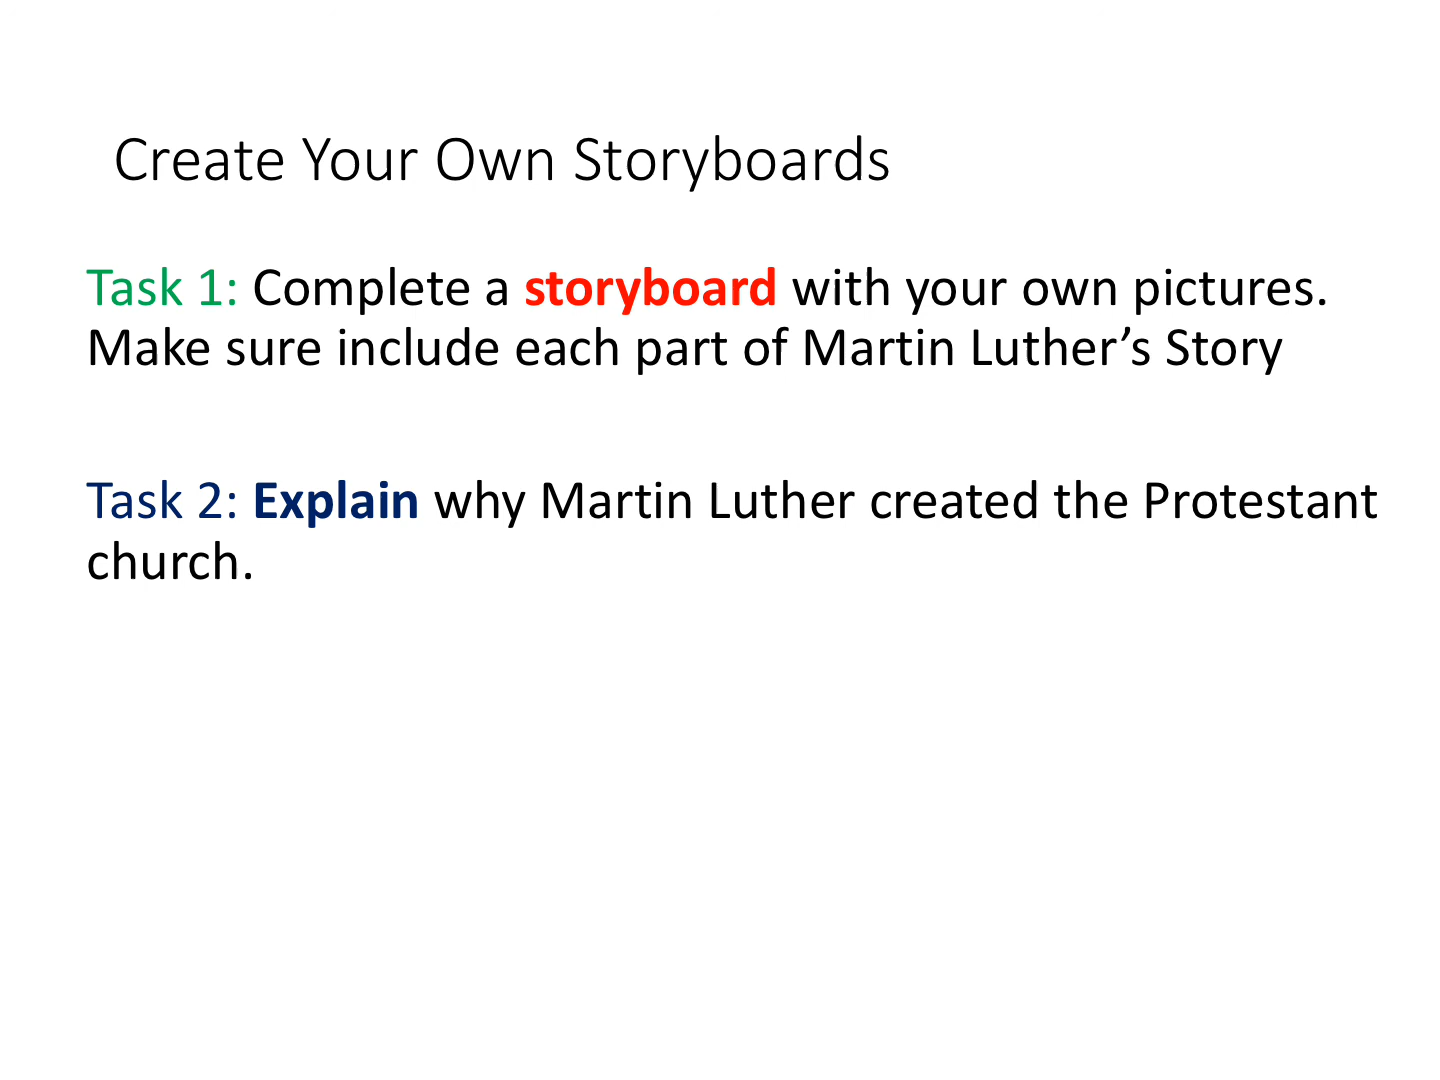 Create Your Own Storyboards
Task 1: Complete a storyboard with your own pictures.
Make sure include each part of Martin Luther’s Story
Task 2: Explain why Martin Luther created the Protestant
church.